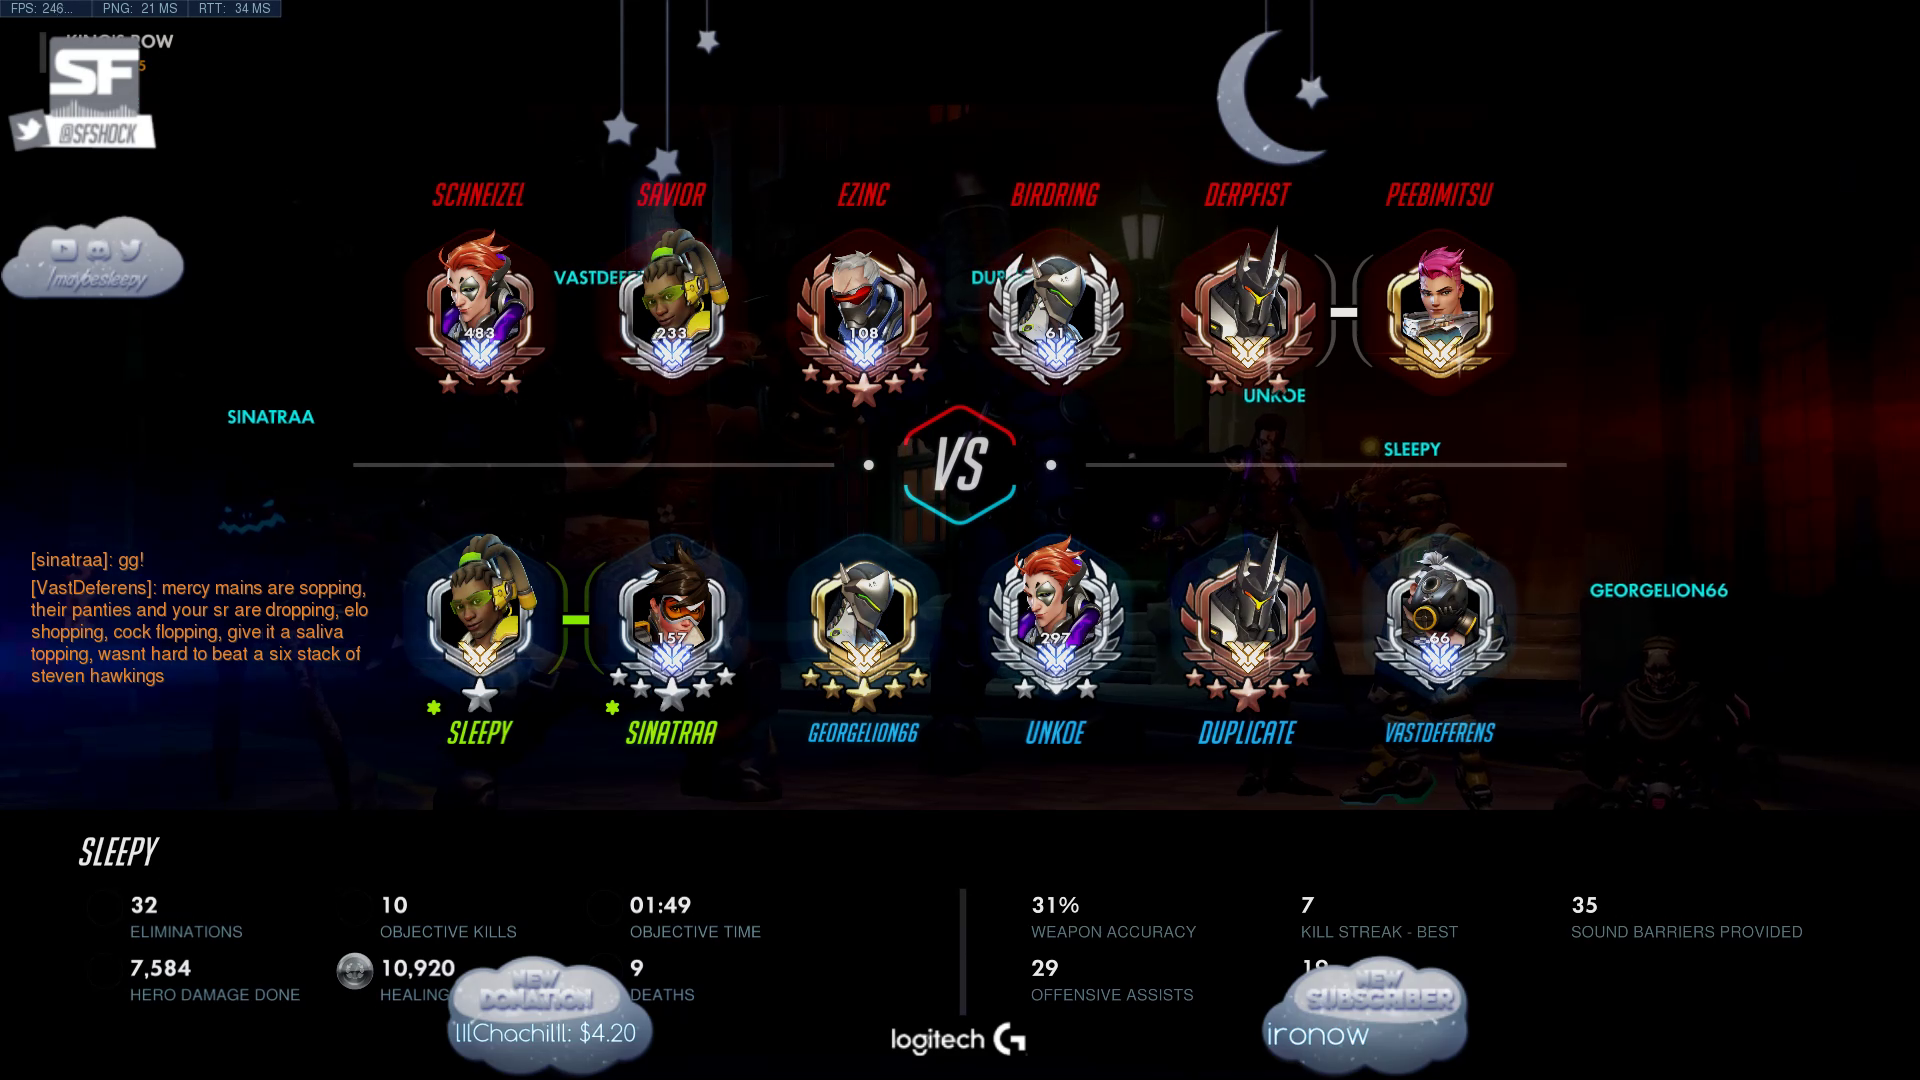 FPS: 246... PNG: 21 MS RTT: 34 MS
KING'S ROW
SF
@SFSHOCK
/maybesleepy
SCHNEIZEL SAVIOR EZINC BIRDRING DERPFIST PEEBIMITSU
483 233 108 61
UNKOE
SINATRAA
VS
SLEEPY
[sinatraa]: gg!
[VastDeferens]: mercy mains are sopping,
their panties and your sr are dropping, elo
shopping, cock flopping, give it a saliva
topping, wasnt hard to beat a six stack of
steven hawkings
GEORGELION66
157 297 66
SLEEPY SINATRAA GEORGELION66 UNKOE DUPLICATE VASTDEFERENS
SLEEPY
32 10 01:49 31% 7 35
ELIMINATIONS OBJECTIVE KILLS OBJECTIVE TIME WEAPON ACCURACY KILL STREAK - BEST SOUND BARRIERS PROVIDED
7,584 10,920 9 29
HERO DAMAGE DONE HEALING DEATHS OFFENSIVE ASSISTS
NEW
DONATION
lllChachilll: $4.20
logitech G
NEW
SUBSCRIBER
ironow